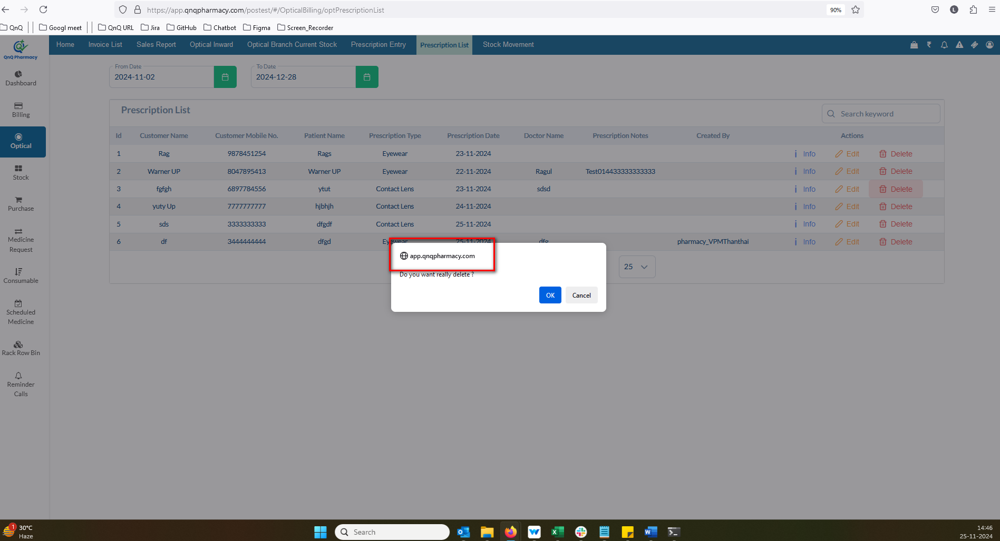 https://app.qnqpharmacy.com/postest/#/OpticalBilling/optPrescriptionList
90%
L
QnQ
Googl meet
QnQ URL
Jira
GitHub
Chatbot
Figma
Screen_Recorder
QnQ Pharmacy
Home Invoice List Sales Report Optical Inward Optical Branch Current Stock Prescription Entry Prescription List Stock Movement
Dashboard
Billing
Optical
Stock
Purchase
Medicine
Request
Consumable
Scheduled
Medicine
Rack Row Bin
Reminder
Calls
From Date
2024-11-02
To Date
2024-12-28
Prescription List
Search keyword
Id Customer Name Customer Mobile No. Patient Name Prescription Type Prescription Date Doctor Name Prescription Notes Created By Actions
1 Rag 9878451254 Rags Eyewear 23-11-2024 Info Edit Delete
2 Warner UP 8047895413 Warner UP Eyewear 22-11-2024 Ragul Test014433333333333 Info Edit Delete
3 fgfgh 6897784556 ytut Contact Lens 23-11-2024 sdsd Info Edit Delete
4 yuty Up 7777777777 hjbhjh Contact Lens 24-11-2024 Info Edit Delete
5 sds 3333333333 dfgdf Contact Lens 25-11-2024 Info Edit Delete
6 df 3444444444 dfgd Eyewear 25-11-2024 dfg pharmacy_VPMThanthai Info Edit Delete
25
app.qnqpharmacy.com
Do you want really delete ?
OK
Cancel
1
30°C
Haze
Search
14:46
25-11-2024